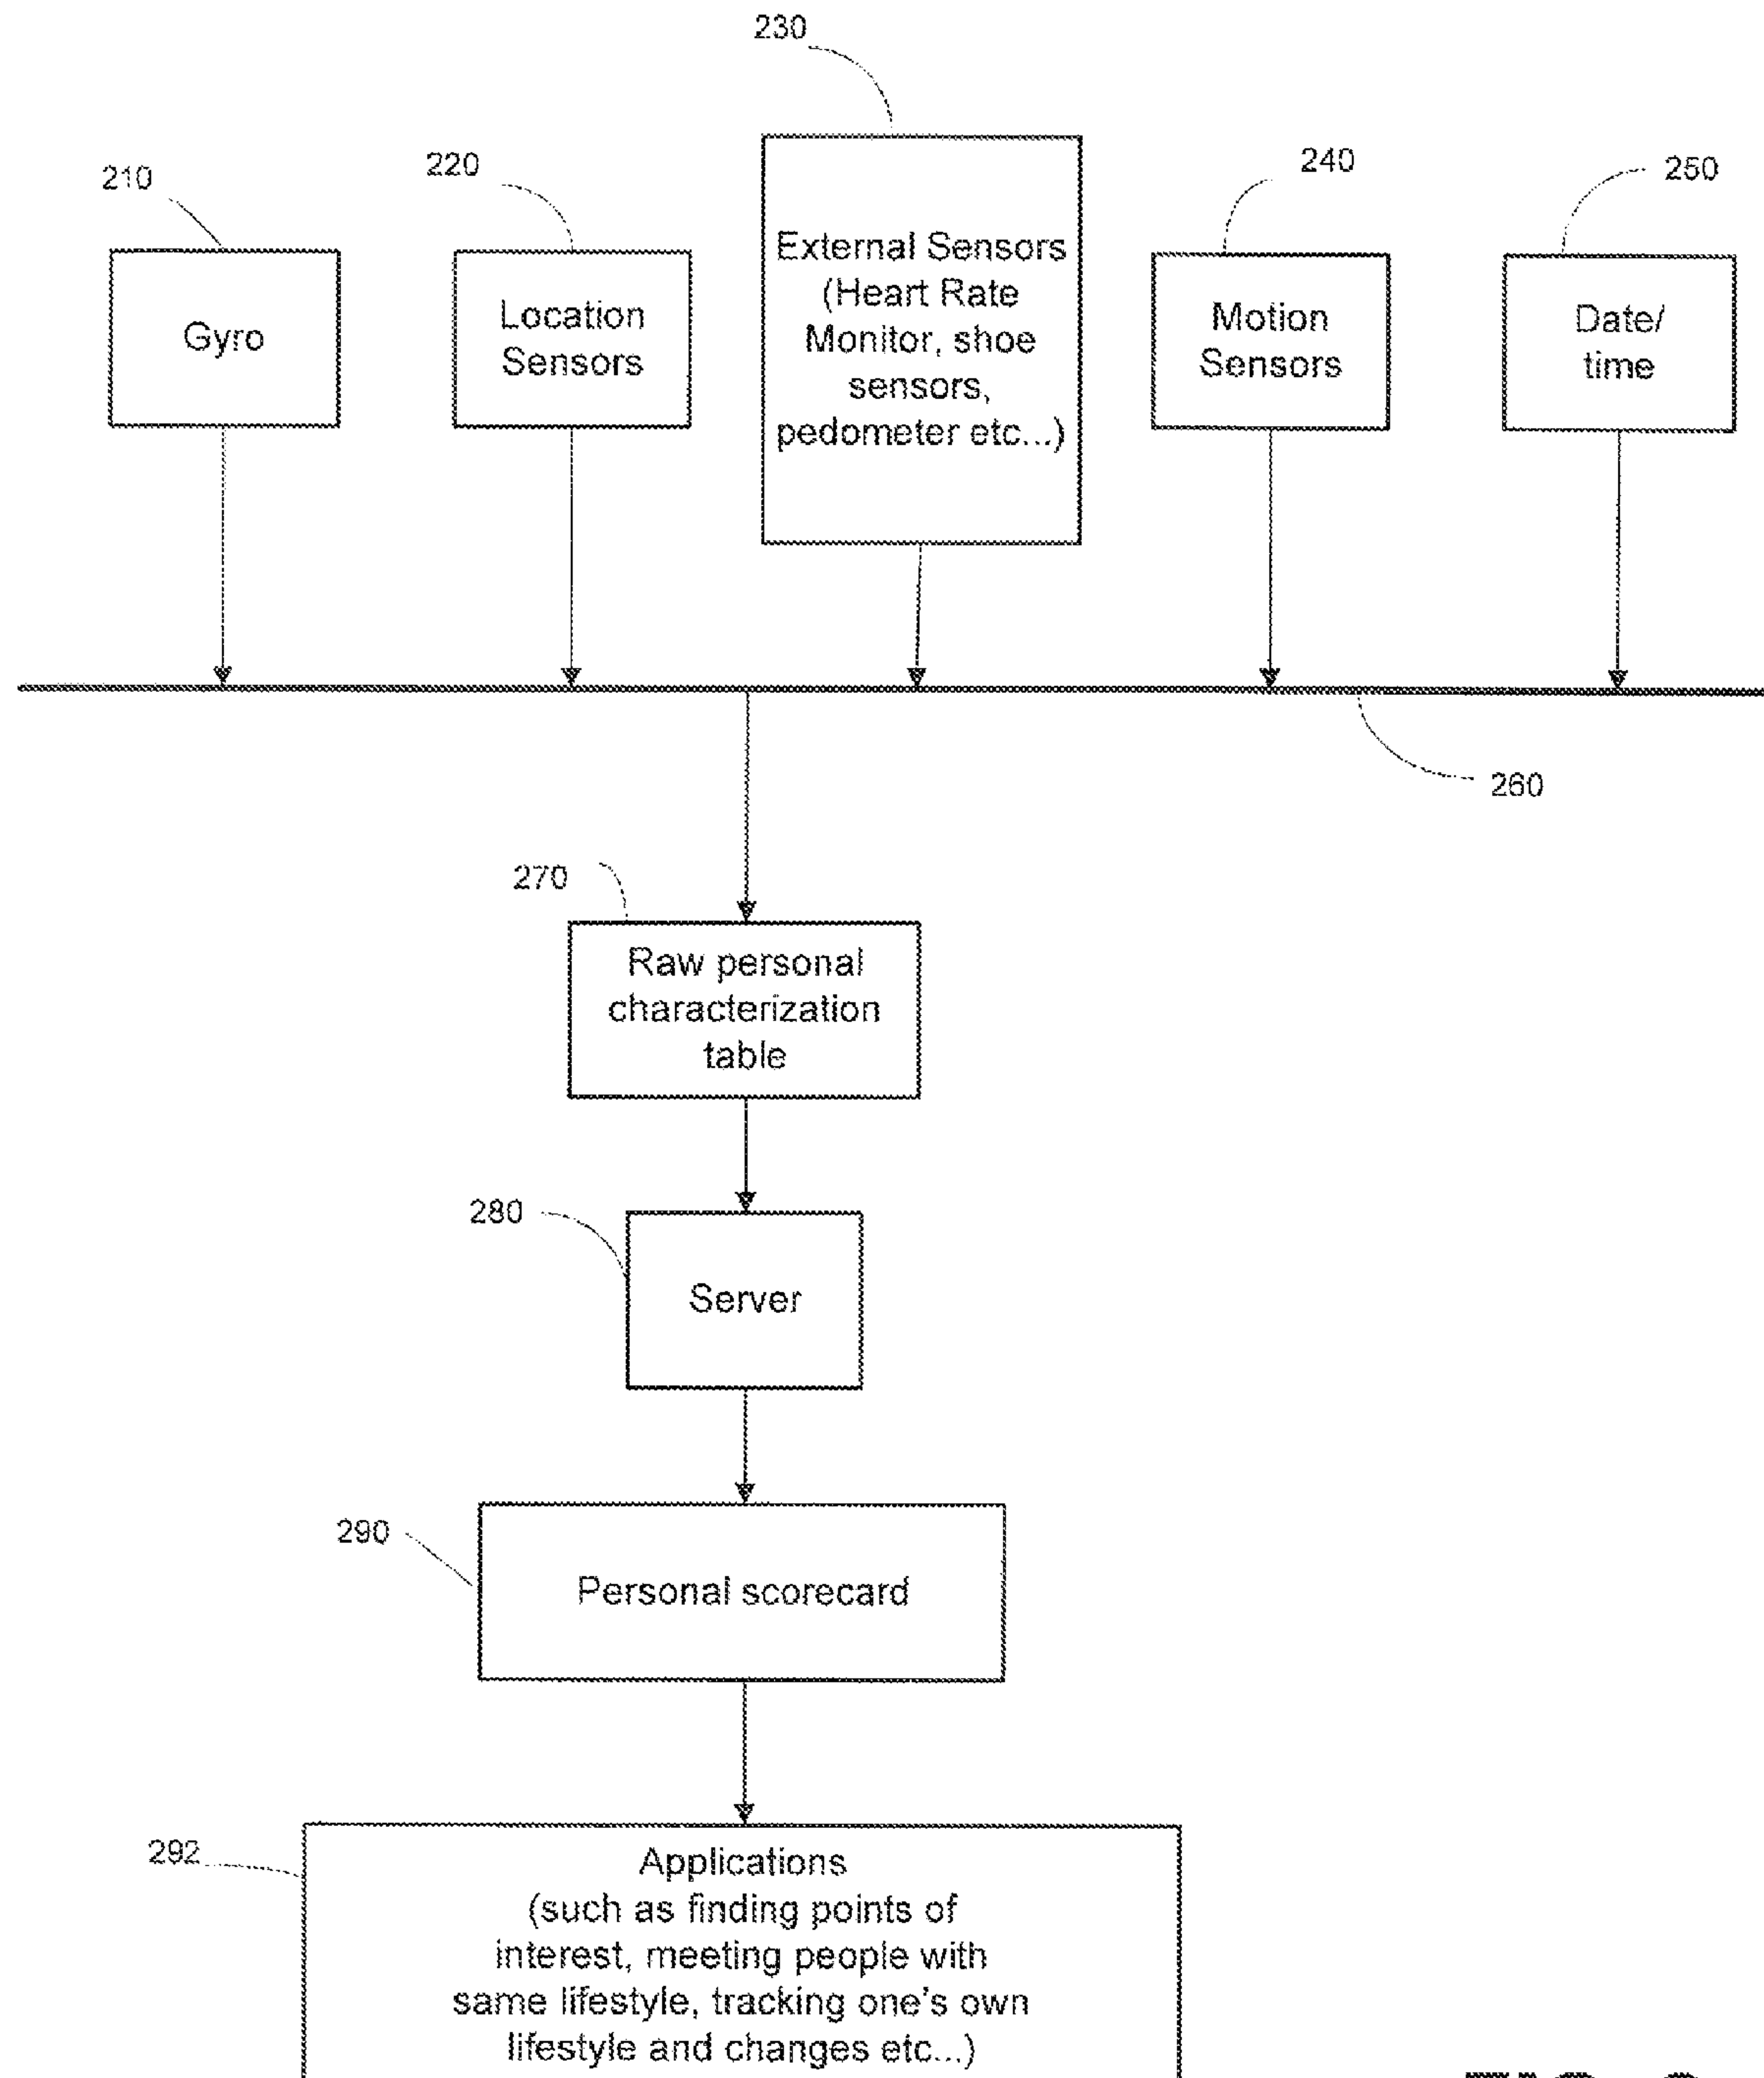 230
210
220
240
250
Gyro
Location
Sensors
External Sensors
(Heart Rate
Monitor, shoe
sensors,
pedometer etc...)
Motion
Sensors
Date/
time
260
270
Raw personal
characterization
table
280
Server
290
Personal scorecard
292
Applications
(such as finding points of
interest, meeting people with
same lifestyle, tracking one's own
lifestyle and changes etc...)